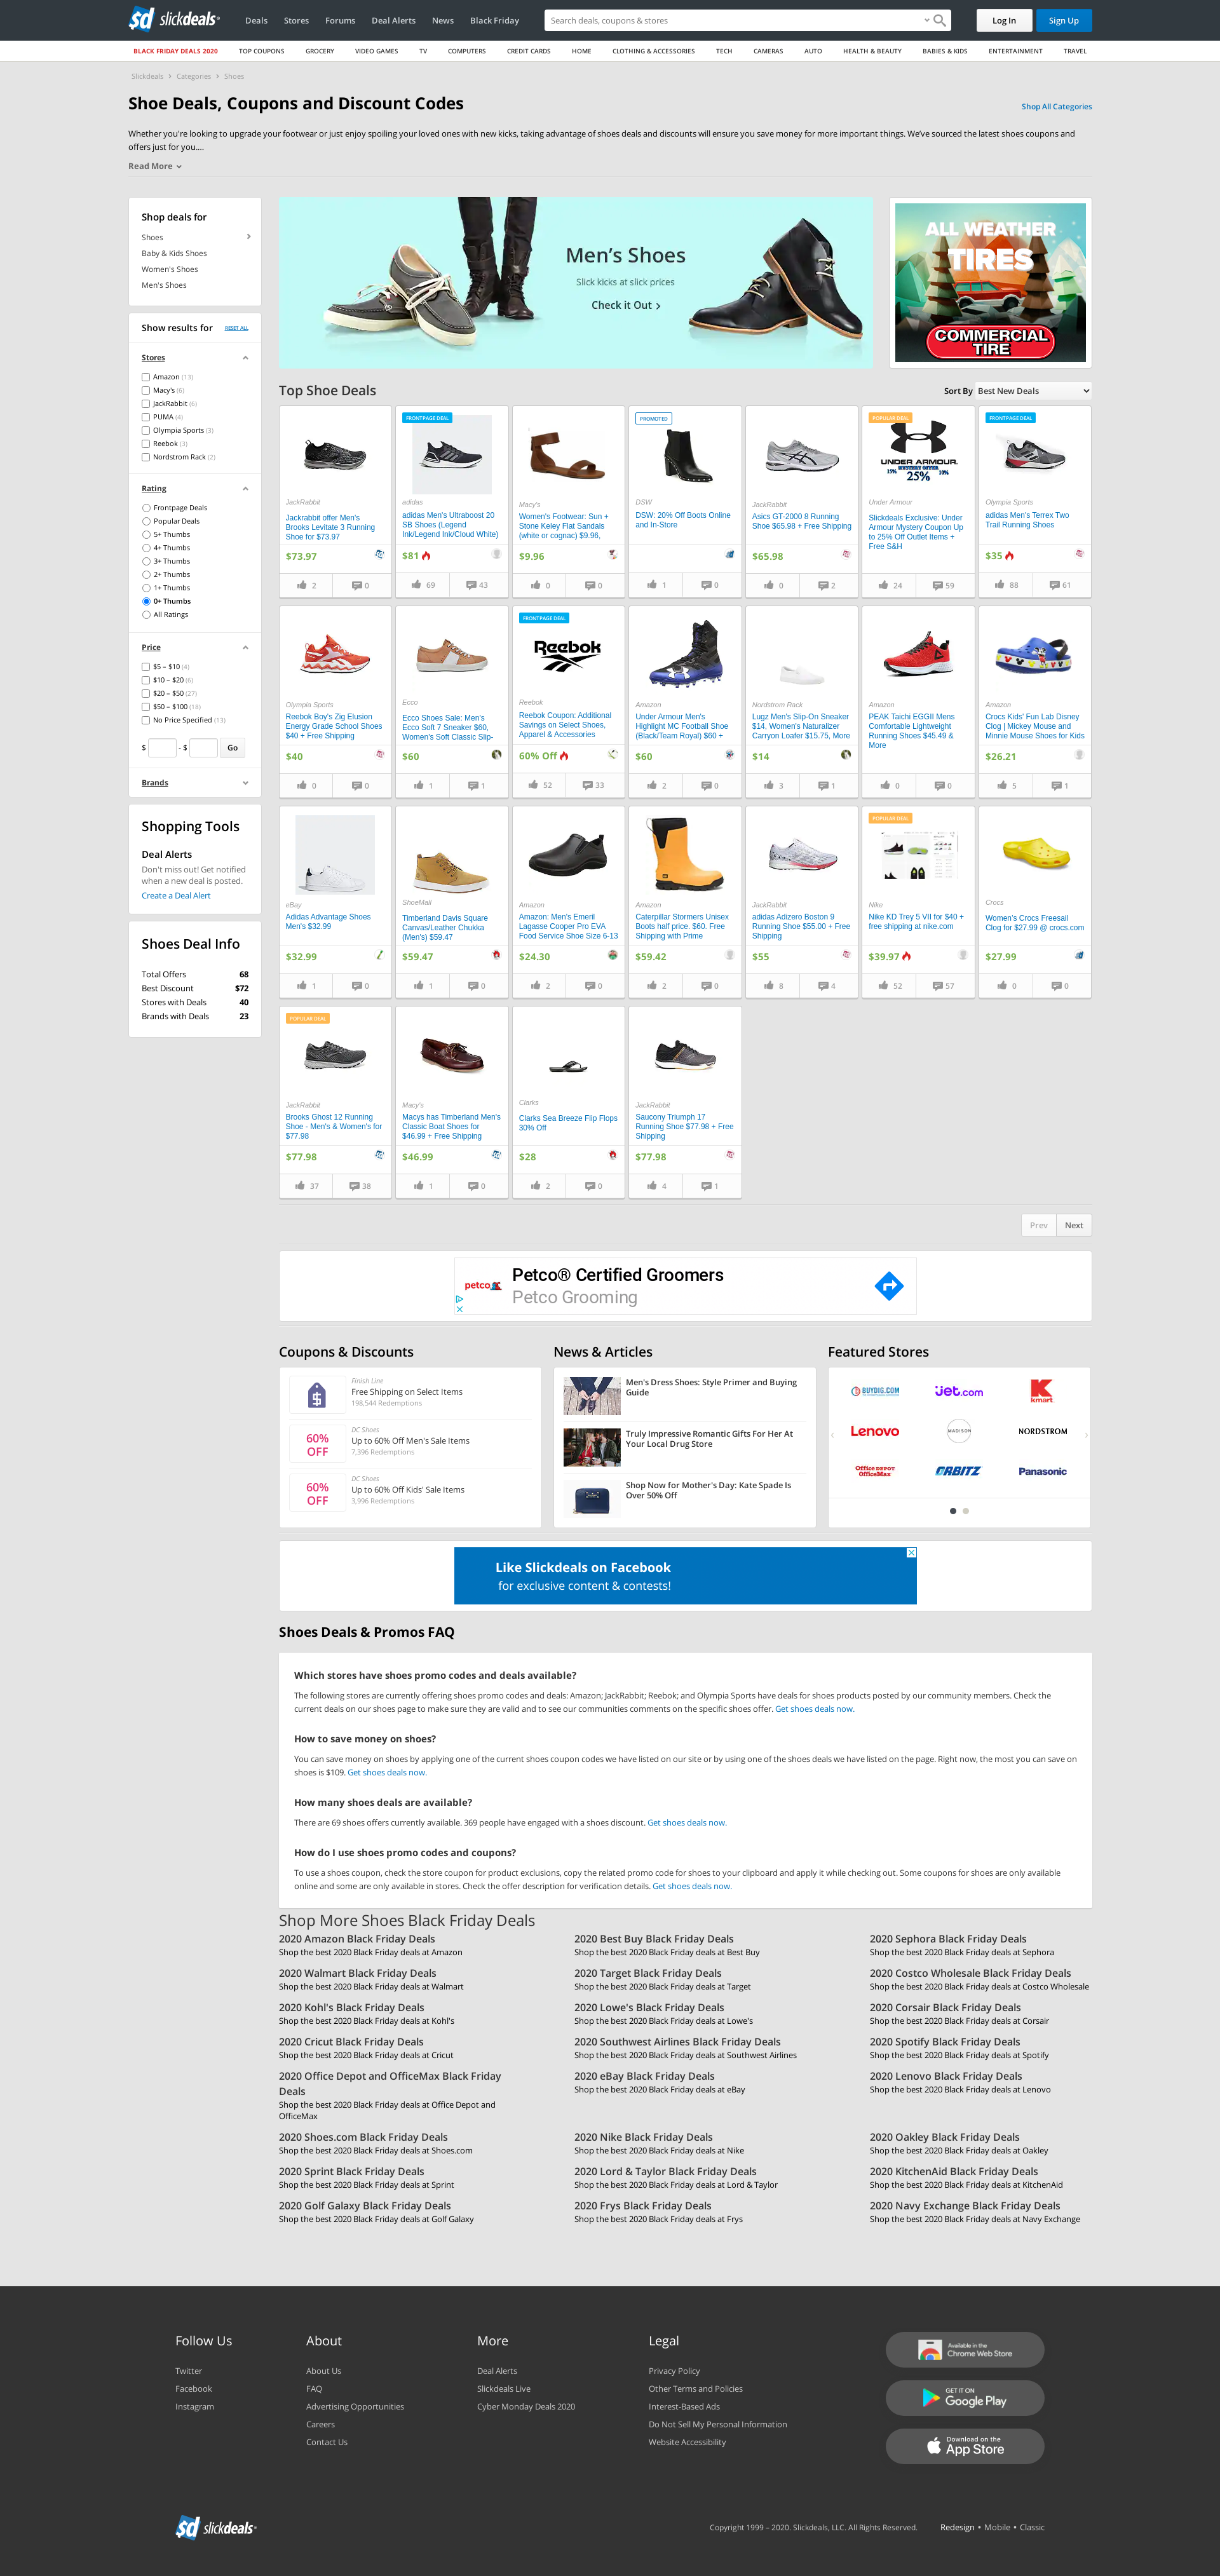 slickdeals
Deals Stores Forums Deal Alerts News Black Friday
Search deals, coupons & stores
Log In Sign Up
BLACK FRIDAY DEALS 2020 TOP COUPONS GROCERY VIDEO GAMES TV COMPUTERS CREDIT CARDS HOME CLOTHING & ACCESSORIES TECH CAMERAS AUTO HEALTH & BEAUTY BABIES & KIDS ENTERTAINMENT TRAVEL
Slickdeals › Categories › Shoes
Shoe Deals, Coupons and Discount Codes
Shop All Categories
Whether you're looking to upgrade your footwear or just enjoy spoiling your loved ones with new kicks, taking advantage of shoes deals and discounts will ensure you save money for more important things. We've sourced the latest shoes coupons and
offers just for you....
Read More
Shop deals for
Shoes
Baby & Kids Shoes
Women's Shoes
Men's Shoes
Show results for RESET ALL
Stores
Amazon (13)
Macy's (6)
JackRabbit (6)
PUMA (4)
Olympia Sports (3)
Reebok (3)
Nordstrom Rack (2)
Rating
Frontpage Deals
Popular Deals
5+ Thumbs
4+ Thumbs
3+ Thumbs
2+ Thumbs
1+ Thumbs
0+ Thumbs
All Ratings
Price
$5 – $10 (4)
$10 – $20 (6)
$20 – $50 (27)
$50 – $100 (18)
No Price Specified (13)
$ - $ Go
Brands
Shopping Tools
Deal Alerts
Don't miss out! Get notified
when a new deal is posted.
Create a Deal Alert
Shoes Deal Info
Total Offers 68
Best Discount $72
Stores with Deals 40
Brands with Deals 23
Men's Shoes
Slick kicks at slick prices
Check it Out
ALL WEATHER
TIRES
COMMERCIAL
TIRE
Top Shoe Deals
Sort By Best New Deals
JackRabbit
Jackrabbit offer Men's
Brooks Levitate 3 Running
Shoe for $73.97
$73.97
2 0
FRONTPAGE DEAL
adidas
adidas Men's Ultraboost 20
SB Shoes (Legend
Ink/Legend Ink/Cloud White)
$81
69 43
Macy's
Women's Footwear: Sun +
Stone Keley Flat Sandals
(white or cognac) $9.96,
$9.96
0 0
PROMOTED
DSW
DSW: 20% Off Boots Online
and In-Store
1 0
JackRabbit
Asics GT-2000 8 Running
Shoe $65.98 + Free Shipping
$65.98
0 2
POPULAR DEAL
UNDER ARMOUR
15% MYSTERY OFFER 30%
25%
Under Armour
Slickdeals Exclusive: Under
Armour Mystery Coupon Up
to 25% Off Outlet Items +
Free S&H
24 59
FRONTPAGE DEAL
Olympia Sports
adidas Men's Terrex Two
Trail Running Shoes
$35
88 61
Olympia Sports
Reebok Boy's Zig Elusion
Energy Grade School Shoes
$40 + Free Shipping
$40
0 0
Ecco
Ecco Shoes Sale: Men's
Ecco Soft 7 Sneaker $60,
Women's Soft Classic Slip-
$60
1 1
FRONTPAGE DEAL
Reebok
Reebok
Reebok Coupon: Additional
Savings on Select Shoes,
Apparel & Accessories
60% Off
52 33
Amazon
Under Armour Men's
Highlight MC Football Shoe
(Black/Team Royal) $60 +
$60
2 0
Nordstrom Rack
Lugz Men's Slip-On Sneaker
$14, Women's Naturalizer
Carryon Loafer $15.75, More
$14
3 1
Amazon
PEAK Taichi EGGII Mens
Comfortable Lightweight
Running Shoes $45.49 &
More
0 0
Amazon
Crocs Kids' Fun Lab Disney
Clog | Mickey Mouse and
Minnie Mouse Shoes for Kids
$26.21
5 1
eBay
Adidas Advantage Shoes
Men's $32.99
$32.99
1 0
ShoeMall
Timberland Davis Square
Canvas/Leather Chukka
(Men's) $59.47
$59.47
1 0
Amazon
Amazon: Men's Emeril
Lagasse Cooper Pro EVA
Food Service Shoe Size 6-13
$24.30
2 0
Amazon
Caterpillar Stormers Unisex
Boots half price. $60. Free
Shipping with Prime
$59.42
2 0
JackRabbit
adidas Adizero Boston 9
Running Shoe $55.00 + Free
Shipping
$55
8 4
POPULAR DEAL
Nike
Nike KD Trey 5 VII for $40 +
free shipping at nike.com
$39.97
52 57
Crocs
Women's Crocs Freesail
Clog for $27.99 @ crocs.com
$27.99
0 0
POPULAR DEAL
JackRabbit
Brooks Ghost 12 Running
Shoe - Men's & Women's for
$77.98
$77.98
37 38
Macy's
Macys has Timberland Men's
Classic Boat Shoes for
$46.99 + Free Shipping
$46.99
1 0
Clarks
Clarks Sea Breeze Flip Flops
30% Off
$28
2 0
JackRabbit
Saucony Triumph 17
Running Shoe $77.98 + Free
Shipping
$77.98
4 1
Prev Next
petco
Petco® Certified Groomers
Petco Grooming
Coupons & Discounts
Finish Line
Free Shipping on Select Items
198,544 Redemptions
60%
OFF
DC Shoes
Up to 60% Off Men's Sale Items
7,396 Redemptions
60%
OFF
DC Shoes
Up to 60% Off Kids' Sale Items
3,996 Redemptions
News & Articles
Men's Dress Shoes: Style Primer and Buying
Guide
Truly Impressive Romantic Gifts For Her At
Your Local Drug Store
Shop Now for Mother's Day: Kate Spade Is
Over 50% Off
Featured Stores
BUYDIG.COM jet.com kmart
Lenovo MADISON NORDSTROM
Office DEPOT
OfficeMax ORBITZ Panasonic
Like Slickdeals on Facebook
for exclusive content & contests!
Shoes Deals & Promos FAQ
Which stores have shoes promo codes and deals available?
The following stores are currently offering shoes promo codes and deals: Amazon; JackRabbit; Reebok; and Olympia Sports have deals for shoes products posted by our community members. Check the
current deals on our shoes page to make sure they are valid and to see our communities comments on the specific shoes offer. Get shoes deals now.
How to save money on shoes?
You can save money on shoes by applying one of the current shoes coupon codes we have listed on our site or by using one of the shoes deals we have listed on the page. Right now, the most you can save on
shoes is $109. Get shoes deals now.
How many shoes deals are available?
There are 69 shoes offers currently available. 369 people have engaged with a shoes discount. Get shoes deals now.
How do I use shoes promo codes and coupons?
To use a shoes coupon, check the store coupon for product exclusions, copy the related promo code for shoes to your clipboard and apply it while checking out. Some coupons for shoes are only available
online and some are only available in stores. Check the offer description for verification details. Get shoes deals now.
Shop More Shoes Black Friday Deals
2020 Amazon Black Friday Deals
Shop the best 2020 Black Friday deals at Amazon
2020 Best Buy Black Friday Deals
Shop the best 2020 Black Friday deals at Best Buy
2020 Sephora Black Friday Deals
Shop the best 2020 Black Friday deals at Sephora
2020 Walmart Black Friday Deals
Shop the best 2020 Black Friday deals at Walmart
2020 Target Black Friday Deals
Shop the best 2020 Black Friday deals at Target
2020 Costco Wholesale Black Friday Deals
Shop the best 2020 Black Friday deals at Costco Wholesale
2020 Kohl's Black Friday Deals
Shop the best 2020 Black Friday deals at Kohl's
2020 Lowe's Black Friday Deals
Shop the best 2020 Black Friday deals at Lowe's
2020 Corsair Black Friday Deals
Shop the best 2020 Black Friday deals at Corsair
2020 Cricut Black Friday Deals
Shop the best 2020 Black Friday deals at Cricut
2020 Southwest Airlines Black Friday Deals
Shop the best 2020 Black Friday deals at Southwest Airlines
2020 Spotify Black Friday Deals
Shop the best 2020 Black Friday deals at Spotify
2020 Office Depot and OfficeMax Black Friday
Deals
Shop the best 2020 Black Friday deals at Office Depot and
OfficeMax
2020 eBay Black Friday Deals
Shop the best 2020 Black Friday deals at eBay
2020 Lenovo Black Friday Deals
Shop the best 2020 Black Friday deals at Lenovo
2020 Shoes.com Black Friday Deals
Shop the best 2020 Black Friday deals at Shoes.com
2020 Nike Black Friday Deals
Shop the best 2020 Black Friday deals at Nike
2020 Oakley Black Friday Deals
Shop the best 2020 Black Friday deals at Oakley
2020 Sprint Black Friday Deals
Shop the best 2020 Black Friday deals at Sprint
2020 Lord & Taylor Black Friday Deals
Shop the best 2020 Black Friday deals at Lord & Taylor
2020 KitchenAid Black Friday Deals
Shop the best 2020 Black Friday deals at KitchenAid
2020 Golf Galaxy Black Friday Deals
Shop the best 2020 Black Friday deals at Golf Galaxy
2020 Frys Black Friday Deals
Shop the best 2020 Black Friday deals at Frys
2020 Navy Exchange Black Friday Deals
Shop the best 2020 Black Friday deals at Navy Exchange
Follow Us
Twitter
Facebook
Instagram
About
About Us
FAQ
Advertising Opportunities
Careers
Contact Us
More
Deal Alerts
Slickdeals Live
Cyber Monday Deals 2020
Legal
Privacy Policy
Other Terms and Policies
Interest-Based Ads
Do Not Sell My Personal Information
Website Accessibility
Available in the
Chrome Web Store
GET IT ON
Google Play
Download on the
App Store
slickdeals
Copyright 1999 – 2020. Slickdeals, LLC. All Rights Reserved. Redesign • Mobile • Classic